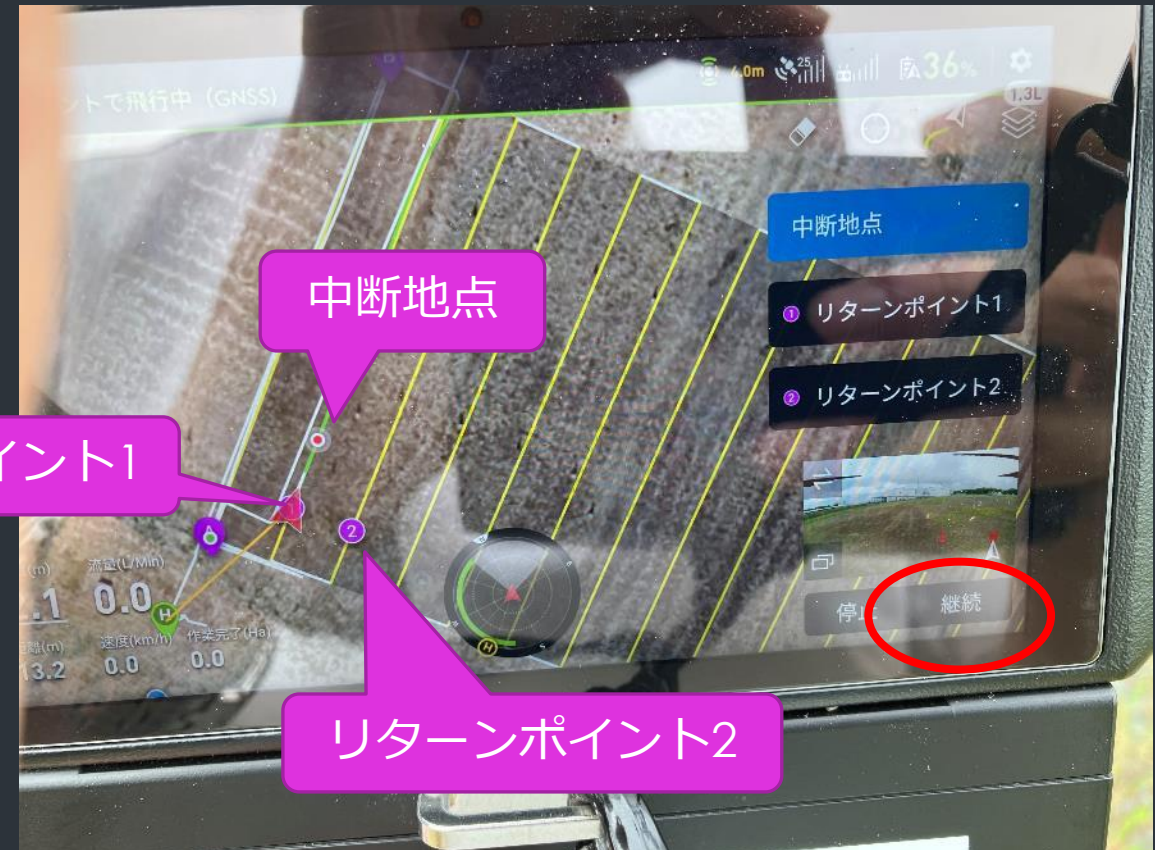 ントで飛行中（GNSS）
4.0m
25
36%
1.3L
中断地点
中断地点
① リターンポイント1
② リターンポイント2
イント1
①
②
H
(m)
流量(L/Min)
.1
0.0
(m)
速度(km/h)
作業完了(Ha)
13.2
0.0
0.0
H
停止
継続
リターンポイント2